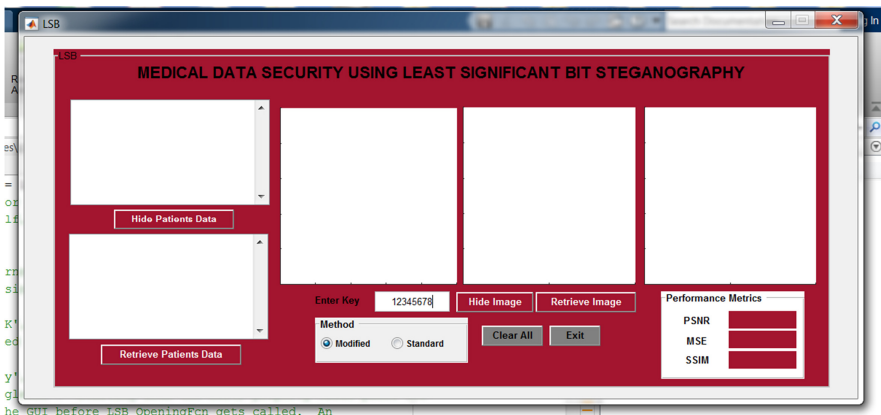 LSB
LSB
MEDICAL DATA SECURITY USING LEAST SIGNIFICANT BIT STEGANOGRAPHY
Hide Patients Data
Enter Key
12345678
Hide Image
Retrieve Image
Method
Modified
Standard
Clear All
Exit
Retrieve Patients Data
Performance Metrics
PSNR
MSE
SSIM
he GUI before LSB OpeningFcn gets called. An